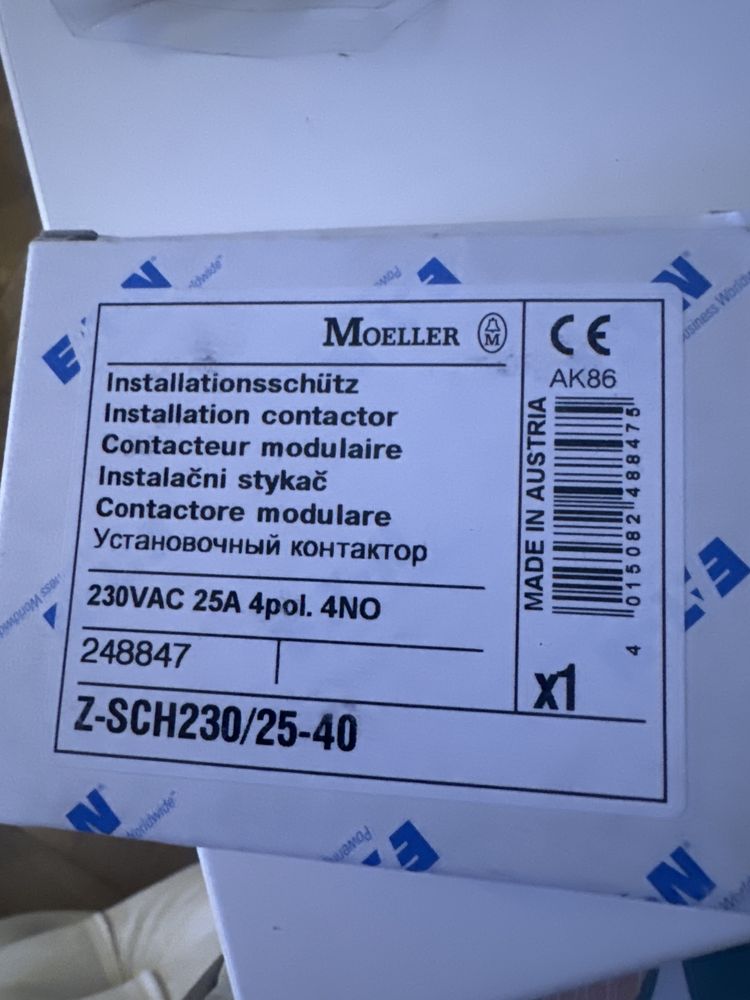 MOELLER
Installationsschütz
Installation contactor
Contacteur modulaire
Instalační stykač
Contactore modulare
Установочный контактор
230VAC 25A 4pol. 4NO
248847
Z-SCH230/25-40
CE
AK86
MADE IN AUSTRIA
4 015082 488475
x1